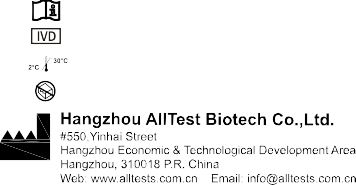 IVD
2°C 30°C
Hangzhou AllTest Biotech Co.,Ltd.
#550,Yinhai Street
Hangzhou Economic & Technological Development Area
Hangzhou, 310018 P.R. China
Web: www.alltests.com.cn Email: info@alltests.com.cn